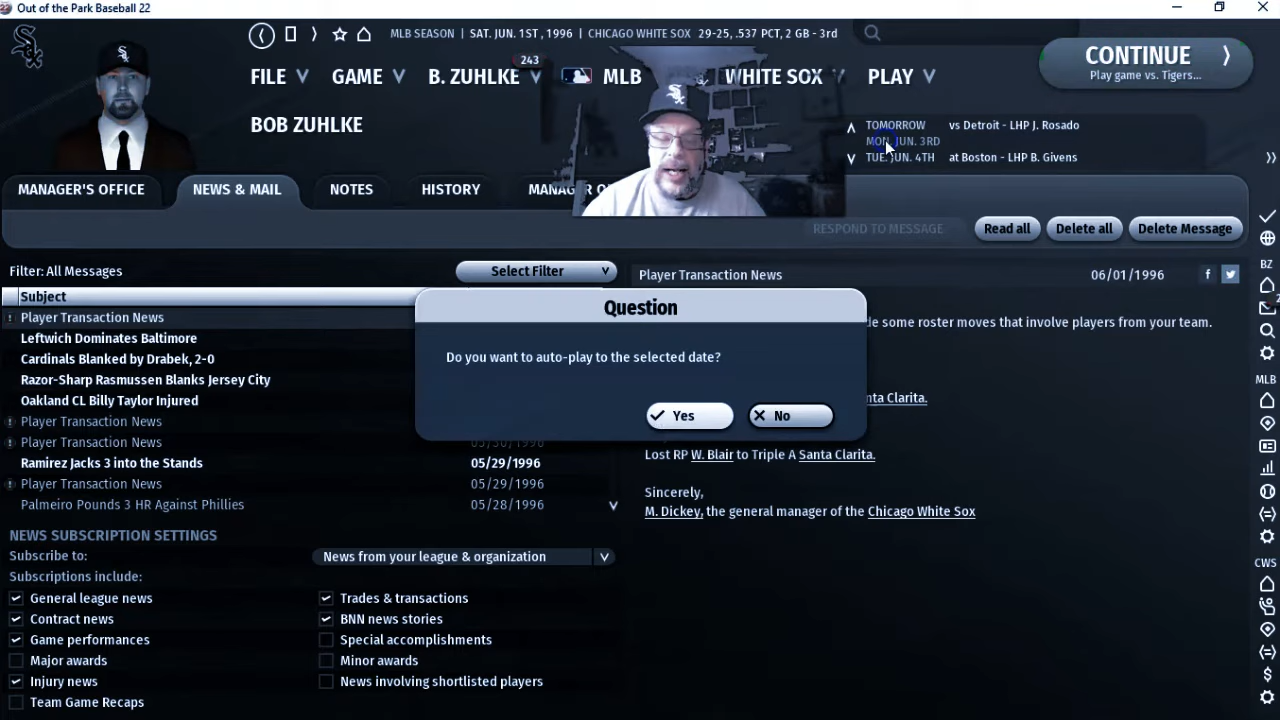 Out of the Park Baseball 22
MLB SEASON | SAT. JUN. 1ST, 1996 | CHICAGO WHITE SOX 29-25, .537 PCT, 2 GB - 3rd
243
FILE GAME B. ZUHLKE MLB WHITE SOX PLAY
CONTINUE
Play game vs. Tigers...
BOB ZUHLKE
TOMORROW vs Detroit - LHP J. Rosado
MON. JUN. 3RD
TUE. JUN. 4TH at Boston - LHP B. Givens
MANAGER'S OFFICE NEWS & MAIL NOTES HISTORY
RESPOND TO MESSAGE Read all Delete all Delete Message
Filter: All Messages Select Filter
Player Transaction News 06/01/1996
Subject
Player Transaction News
Leftwich Dominates Baltimore
Cardinals Blanked by Drabek, 2-0
Razor-Sharp Rasmussen Blanks Jersey City
Oakland CL Billy Taylor Injured
Player Transaction News
Player Transaction News 05/30/1996
Ramirez Jacks 3 into the Stands 05/29/1996
Player Transaction News 05/29/1996
Palmeiro Pounds 3 HR Against Phillies 05/28/1996
some roster moves that involve players from your team.
Clarita.
Question
Do you want to auto-play to the selected date?
Yes No
Lost RP W. Blair to Triple A Santa Clarita.
Sincerely,
M. Dickey, the general manager of the Chicago White Sox
NEWS SUBSCRIPTION SETTINGS
Subscribe to: News from your league & organization
Subscriptions include:
General league news Trades & transactions
Contract news BNN news stories
Game performances Special accomplishments
Major awards Minor awards
Injury news News involving shortlisted players
Team Game Recaps
BZ
MLB
CWS